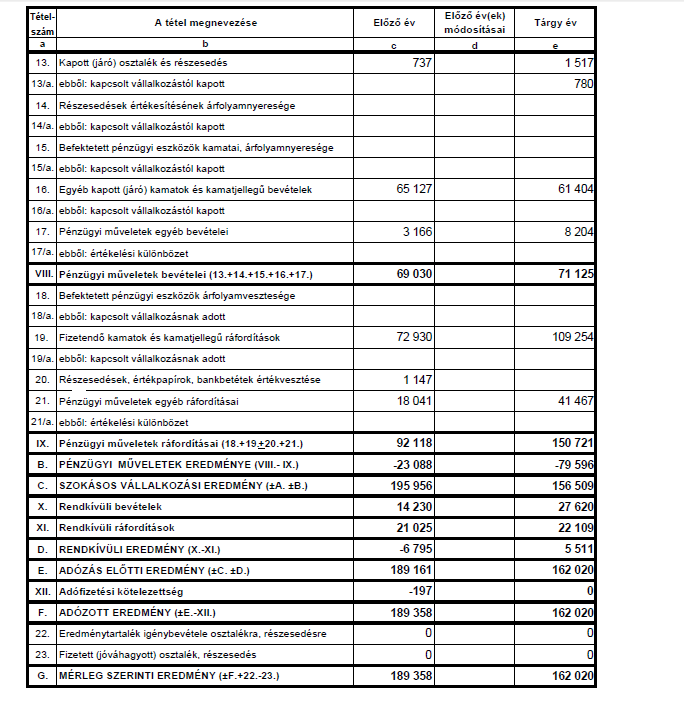 Tétel-szám A tétel megnevezése Előző év Előző év(ek) módosításai Tárgy év
a b c d e
13. Kapott (járó) osztalék és részesedés 737 1 517
13/a. ebből: kapcsolt vállalkozástól kapott 780
14. Részesedések értékesítésének árfolyamnyeresége
14/a. ebből: kapcsolt vállalkozástól kapott
15. Befektetett pénzügyi eszközök kamatai, árfolyamnyeresége
15/a. ebből: kapcsolt vállalkozástól kapott
16. Egyéb kapott (járó) kamatok és kamatjellegű bevételek 65 127 61 404
16/a. ebből: kapcsolt vállalkozástól kapott
17. Pénzügyi műveletek egyéb bevételei 3 166 8 204
17/a. ebből: értékelési különbözet
VIII. Pénzügyi műveletek bevételei (13.+14.+15.+16.+17.) 69 030 71 125
18. Befektetett pénzügyi eszközök árfolyamvesztesége
18/a. ebből: kapcsolt vállalkozásnak adott
19. Fizetendő kamatok és kamatjellegű ráfordítások 72 930 109 254
19/a. ebből: kapcsolt vállalkozásnak adott
20. Részesedések, értékpapírok, bankbetétek értékvesztése 1 147
21. Pénzügyi műveletek egyéb ráfordításai 18 041 41 467
21/a. ebből: értékelési különbözet
IX. Pénzügyi műveletek ráfordításai (18.+19.±20.+21.) 92 118 150 721
B. PÉNZÜGYI MŰVELETEK EREDMÉNYE (VIII.- IX.) -23 088 -79 596
C. SZOKÁSOS VÁLLALKOZÁSI EREDMÉNY (±A. ±B.) 195 956 156 509
X. Rendkívüli bevételek 14 230 27 620
XI. Rendkívüli ráfordítások 21 025 22 109
D. RENDKÍVÜLI EREDMÉNY (X.-XI.) -6 795 5 511
E. ADÓZÁS ELŐTTI EREDMÉNY (±C. ±D.) 189 161 162 020
XII. Adófizetési kötelezettség -197 0
F. ADÓZOTT EREDMÉNY (±E.-XII.) 189 358 162 020
22. Eredménytartalék igénybevétele osztalékra, részesedésre 0 0
23. Fizetett (jóváhagyott) osztalék, részesedés 0 0
G. MÉRLEG SZERINTI EREDMÉNY (±F.+22.-23.) 189 358 162 020